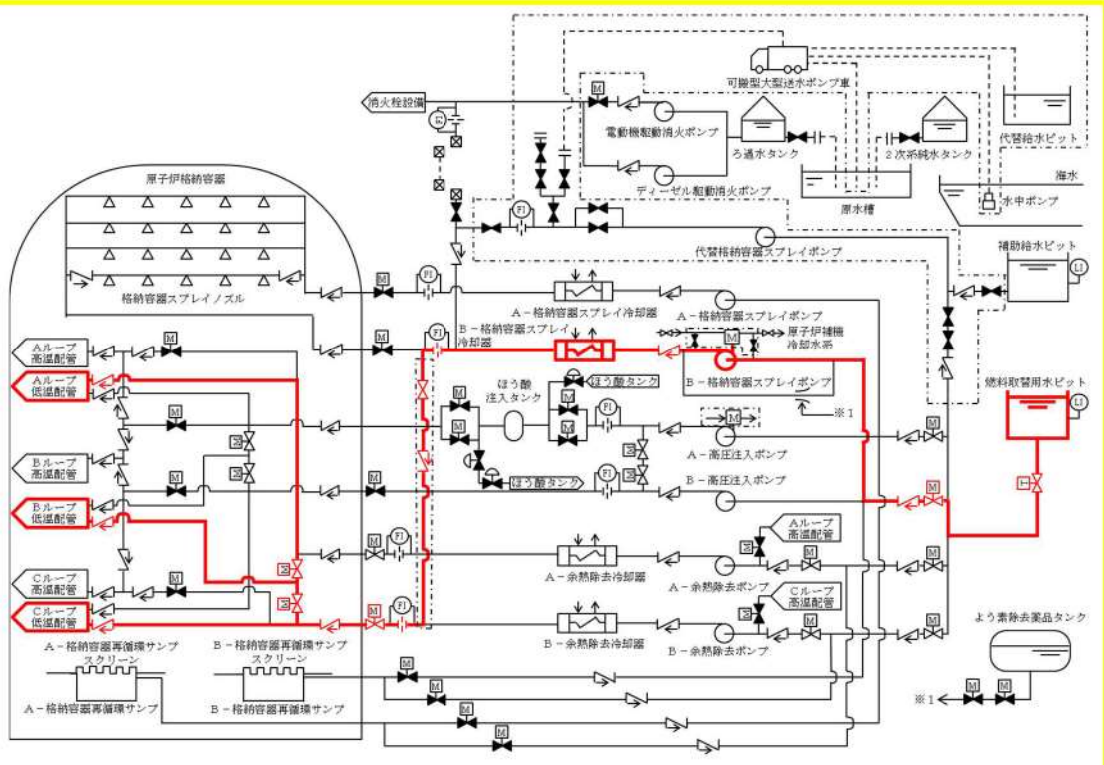 可搬型大型送水ポンプ車
消火栓設備
M
FI
電動機駆動消火ポンプ
ろ過水タンク
2次系純水タンク
代替給水ピット
ディーゼル駆動消火ポンプ
原水槽
海水
水中ポンプ
原子炉格納容器
FI
代替格納容器スプレイポンプ
補助給水ピット
LI
格納容器スプレイノズル
M
FI
A-格納容器スプレイ冷却器
A-格納容器スプレイポンプ
B-格納容器スプレイ
冷却器
原子炉補機
冷却水系
M
FI
M
B-格納容器スプレイポンプ
※1
Aループ
高温配管
M
Aループ
低温配管
ほう酸
注入タンク
ほう酸タンク
燃料取替用水ピット
LI
M
M
M
FI
M
M
A-高圧注入ポンプ
M
M
M
M
Bループ
高温配管
M
ほう酸タンク
M
M
FI
M
B-高圧注入ポンプ
M
T
Bループ
低温配管
Aループ
高温配管
M
FI
M
M
M
Cループ
高温配管
M
M
A-余熱除去冷却器
A-余熱除去ポンプ
Cループ
高温配管
Cループ
低温配管
M
M
FI
M
M
M
B-余熱除去冷却器
B-余熱除去ポンプ
よう素除去薬品タンク
A-格納容器再循環サンプ
スクリーン
B-格納容器再循環サンプ
スクリーン
M
M
A-格納容器再循環サンプ
B-格納容器再循環サンプ
M
M
※1
M
M